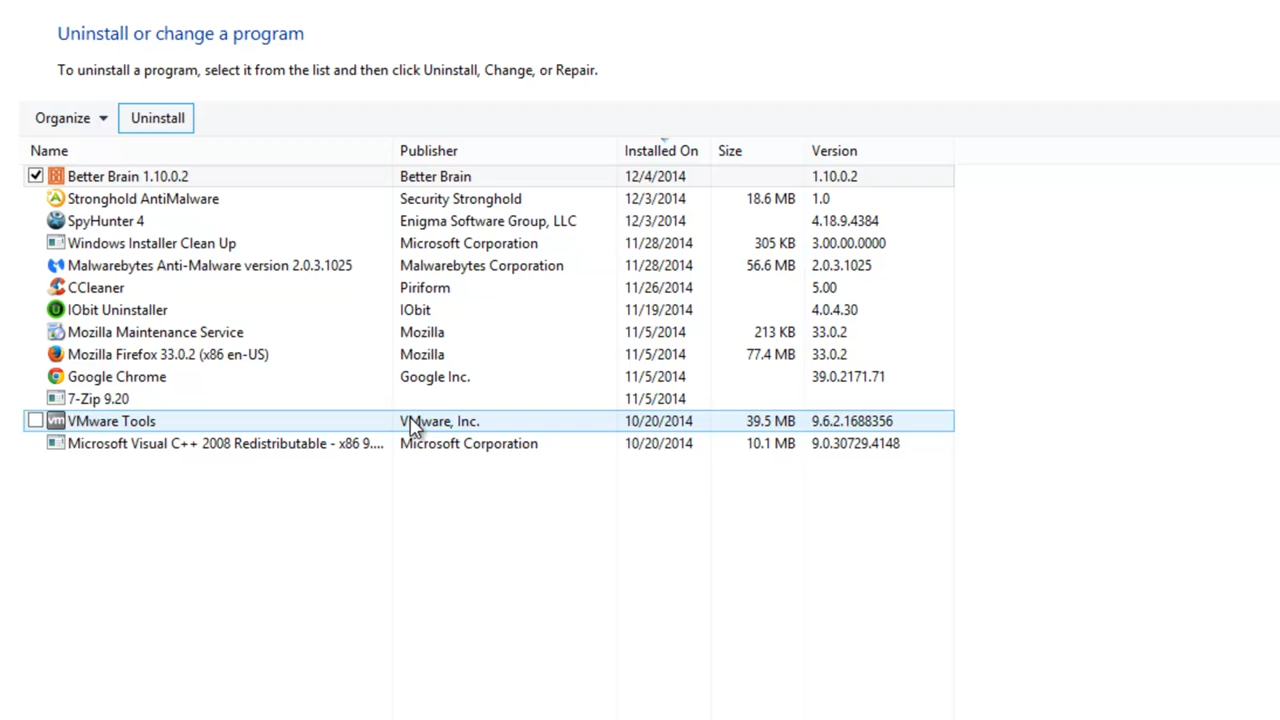 Uninstall or change a program
To uninstall a program, select it from the list and then click Uninstall, Change, or Repair.
Organize Uninstall
Name Publisher Installed On Size Version
Better Brain 1.10.0.2 Better Brain 12/4/2014 1.10.0.2
Stronghold AntiMalware Security Stronghold 12/3/2014 18.6 MB 1.0
SpyHunter 4 Enigma Software Group, LLC 12/3/2014 4.18.9.4384
Windows Installer Clean Up Microsoft Corporation 11/28/2014 305 KB 3.00.00.0000
Malwarebytes Anti-Malware version 2.0.3.1025 Malwarebytes Corporation 11/28/2014 56.6 MB 2.0.3.1025
CCleaner Piriform 11/26/2014 5.00
IObit Uninstaller IObit 11/19/2014 4.0.4.30
Mozilla Maintenance Service Mozilla 11/5/2014 213 KB 33.0.2
Mozilla Firefox 33.0.2 (x86 en-US) Mozilla 11/5/2014 77.4 MB 33.0.2
Google Chrome Google Inc. 11/5/2014 39.0.2171.71
7-Zip 9.20 11/5/2014
vm VMware Tools VMware, Inc. 10/20/2014 39.5 MB 9.6.2.1688356
Microsoft Visual C++ 2008 Redistributable - x86 9.... Microsoft Corporation 10/20/2014 10.1 MB 9.0.30729.4148